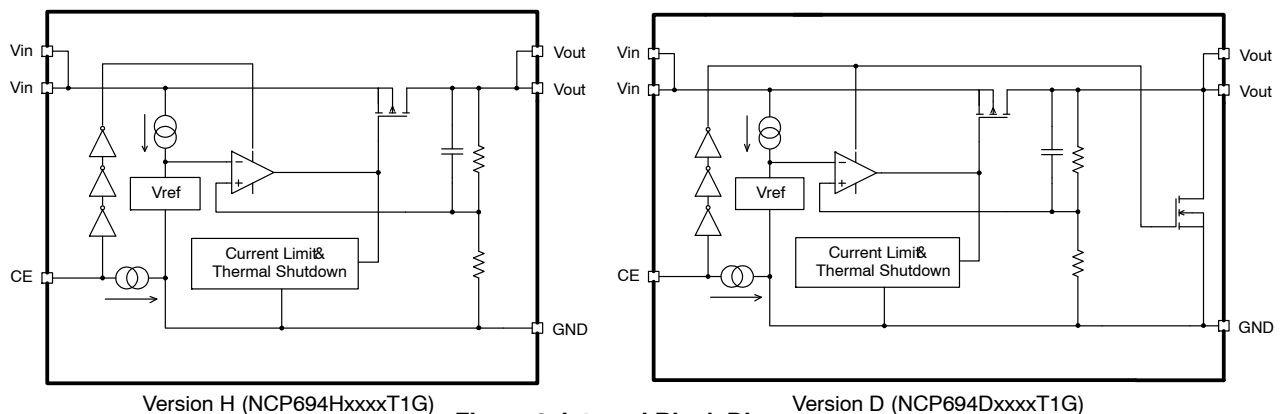 Vin
Vout
Vin
Vout
−
+
Vref
Current Limit&
Thermal Shutdown
CE
GND
Version H (NCP694HxxxxT1G)
Vin
Vout
Vin
Vout
−
+
Vref
Current Limit&
Thermal Shutdown
CE
GND
Version D (NCP694DxxxxT1G)